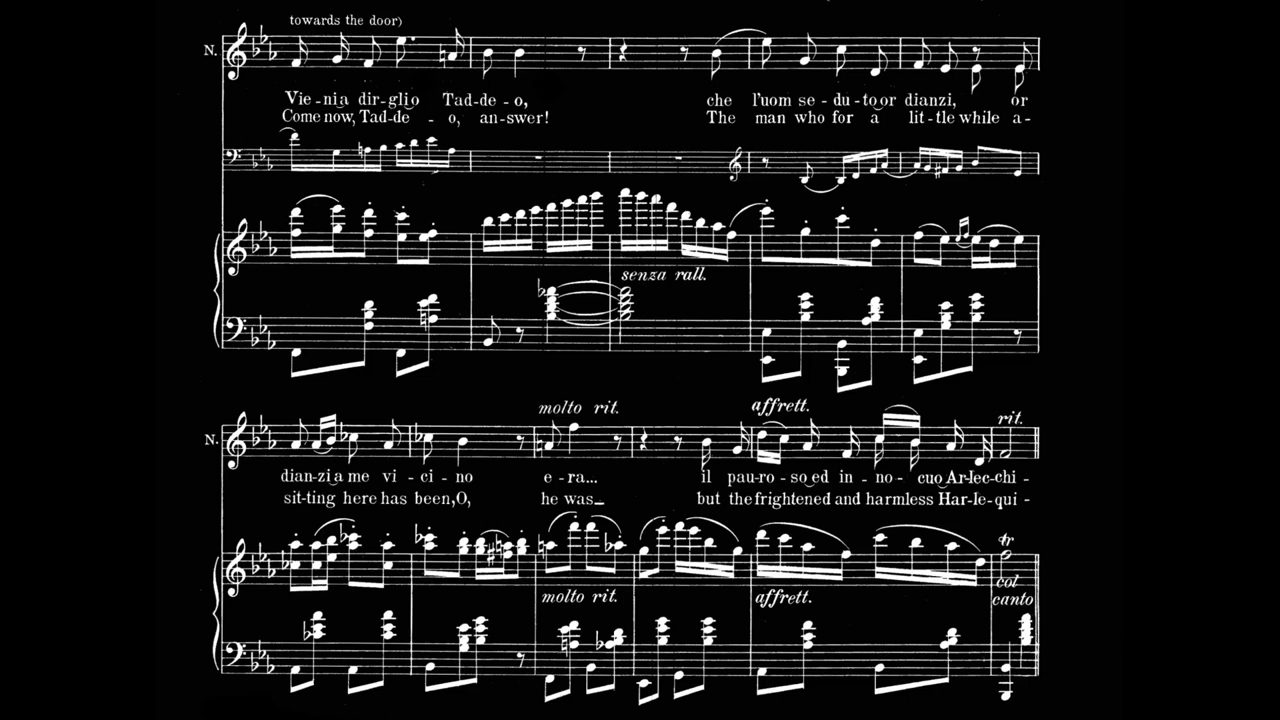 towards the door)
N.
Vie-nia dir-glio Tad-de-o, che l'uom se-du-to or dianzi, or
Come now, Tad-de-o, an-swer! The man who for a lit-tle while a-
senza rall.
molto rit. affrett. rit.
N.
dian-zi a me vi-ci-no e-ra... il pau-ro-so ed in-no-cuo Ar-lec-chi-
sit-ting here has been, O, he was_ but the frightened and harmless Har-le-qui-
tr
molto rit. affrett. col
canto